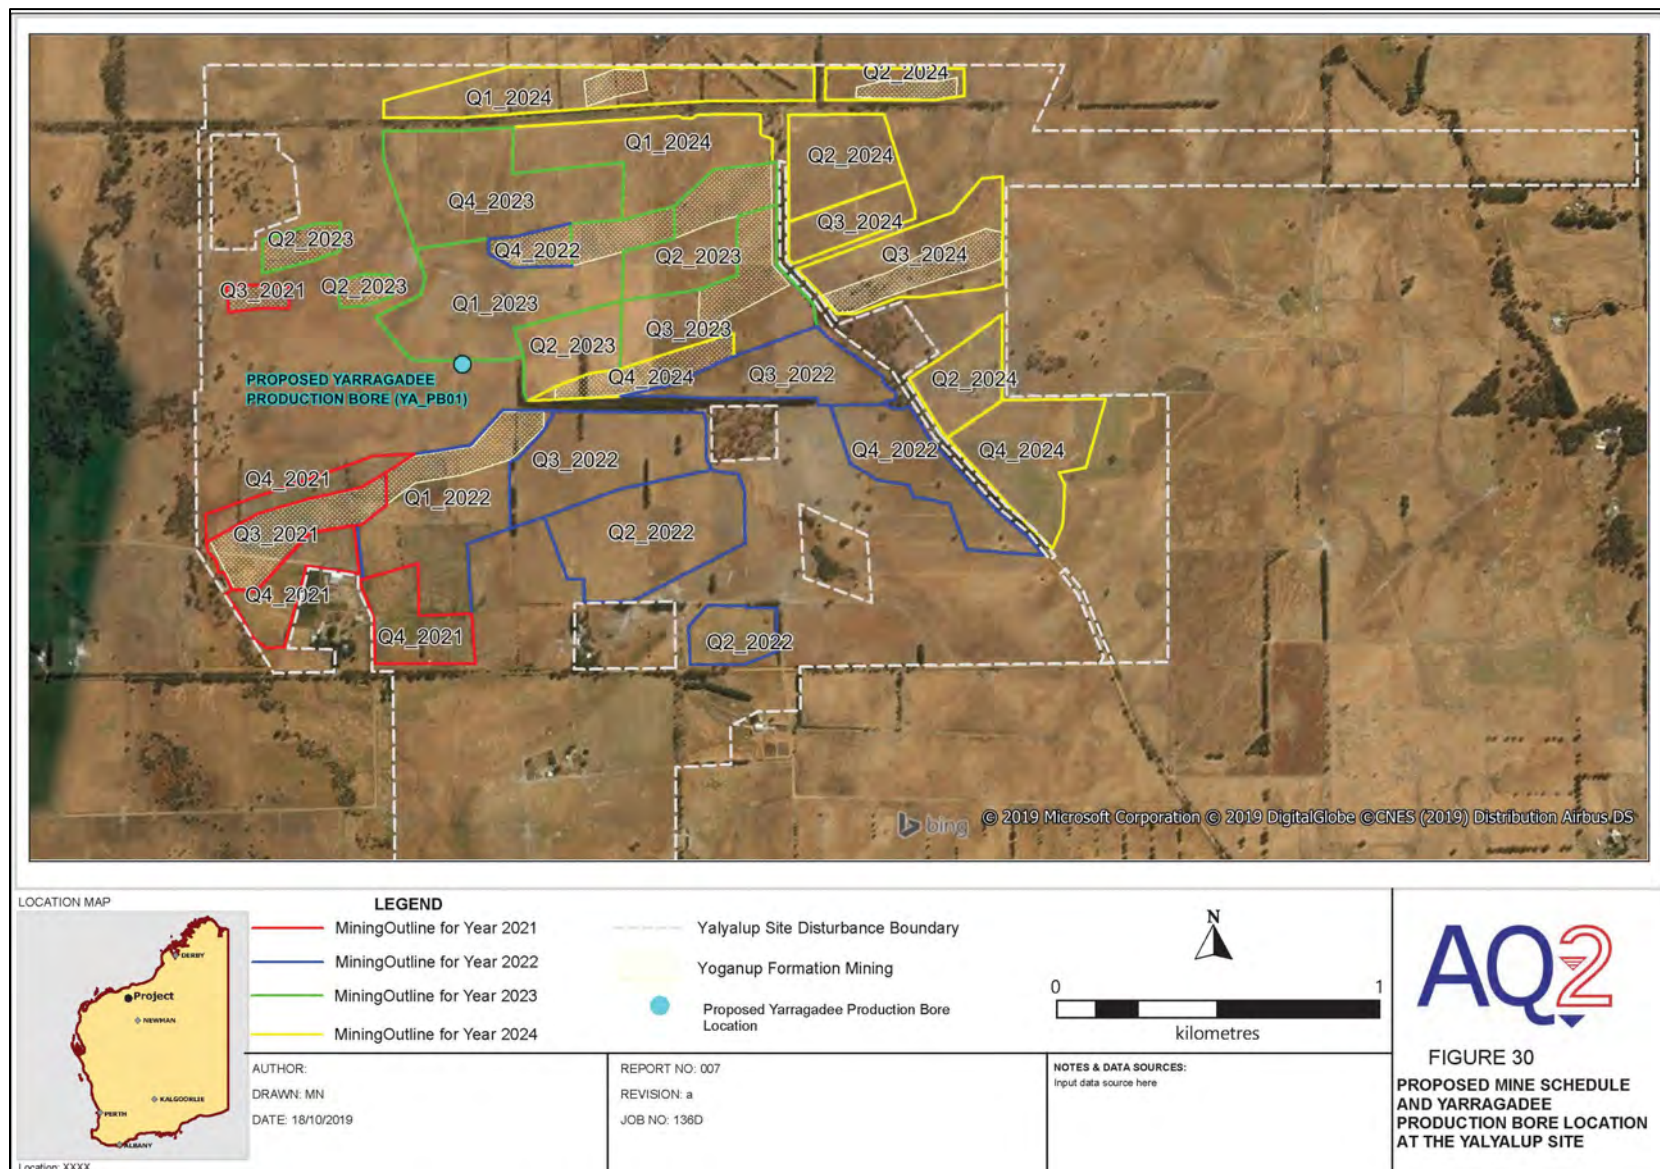 Q1_2024
Q2_2024
Q1_2024
Q2_2024
Q4_2023
Q3_2024
Q2_2023
Q4_2022
Q2_2023
Q3_2024
Q3_2021
Q2_2023
Q1_2023
Q2_2023
Q3_2023
Q4_2024
Q3_2022
Q2_2024
PROPOSED YARRAGADEE
PRODUCTION BORE (YA_PB01)
Q4_2021
Q1_2022
Q3_2022
Q4_2022
Q4_2024
Q3_2021
Q2_2022
Q4_2021
Q4_2021
Q2_2022
bing
© 2019 Microsoft Corporation © 2019 DigitalGlobe ©CNES (2019) Distribution Airbus DS
LOCATION MAP
DERBY
Project
NEWMAN
KALGOORLIE
PERTH
ALBANY
Location: XXXX
LEGEND
MiningOutline for Year 2021
MiningOutline for Year 2022
MiningOutline for Year 2023
MiningOutline for Year 2024
Yalyalup Site Disturbance Boundary
Yoganup Formation Mining
Proposed Yarragadee Production Bore
Location
N
0 1
kilometres
AUTHOR:
DRAWN: MN
DATE: 18/10/2019
REPORT NO: 007
REVISION: a
JOB NO: 136D
NOTES & DATA SOURCES:
Input data source here
AQ2
FIGURE 30
PROPOSED MINE SCHEDULE
AND YARRAGADEE
PRODUCTION BORE LOCATION
AT THE YALYALUP SITE